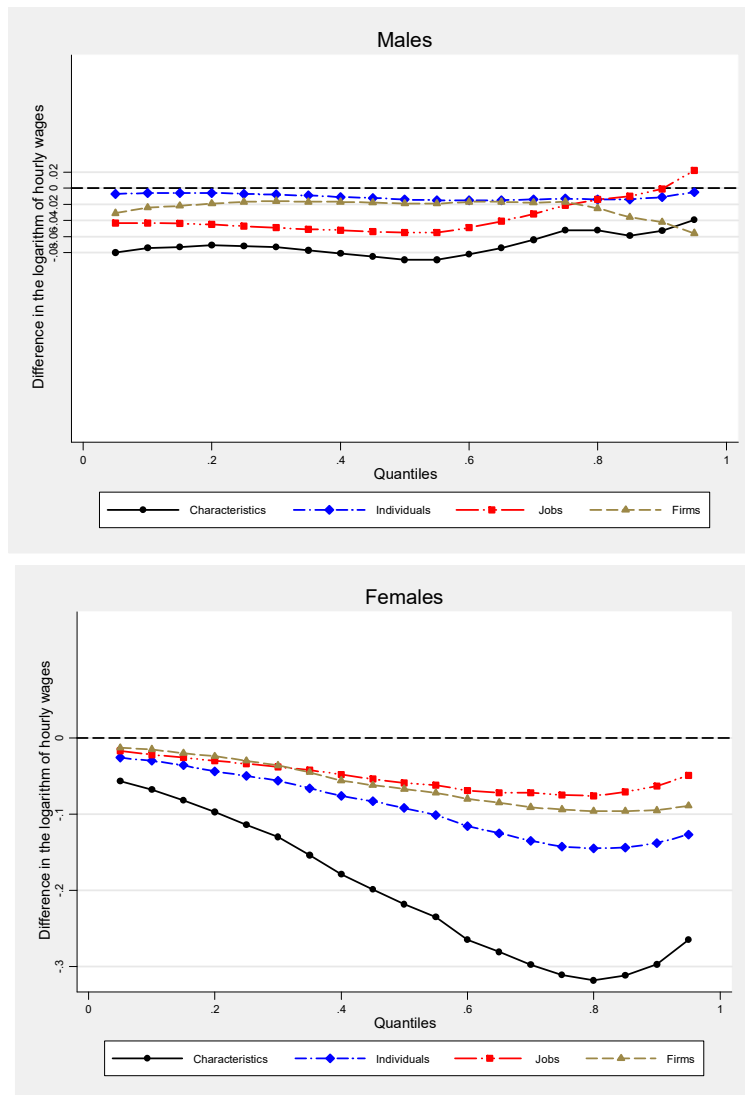 Males
Difference in the logarithm of hourly wages
-.08-.06-.04-.02 0 .02
0 .2 .4 .6 .8 1
Quantiles
Characteristics Individuals Jobs Firms
Females
Difference in the logarithm of hourly wages
0
-.1
-.2
-.3
0 .2 .4 .6 .8 1
Quantiles
Characteristics Individuals Jobs Firms